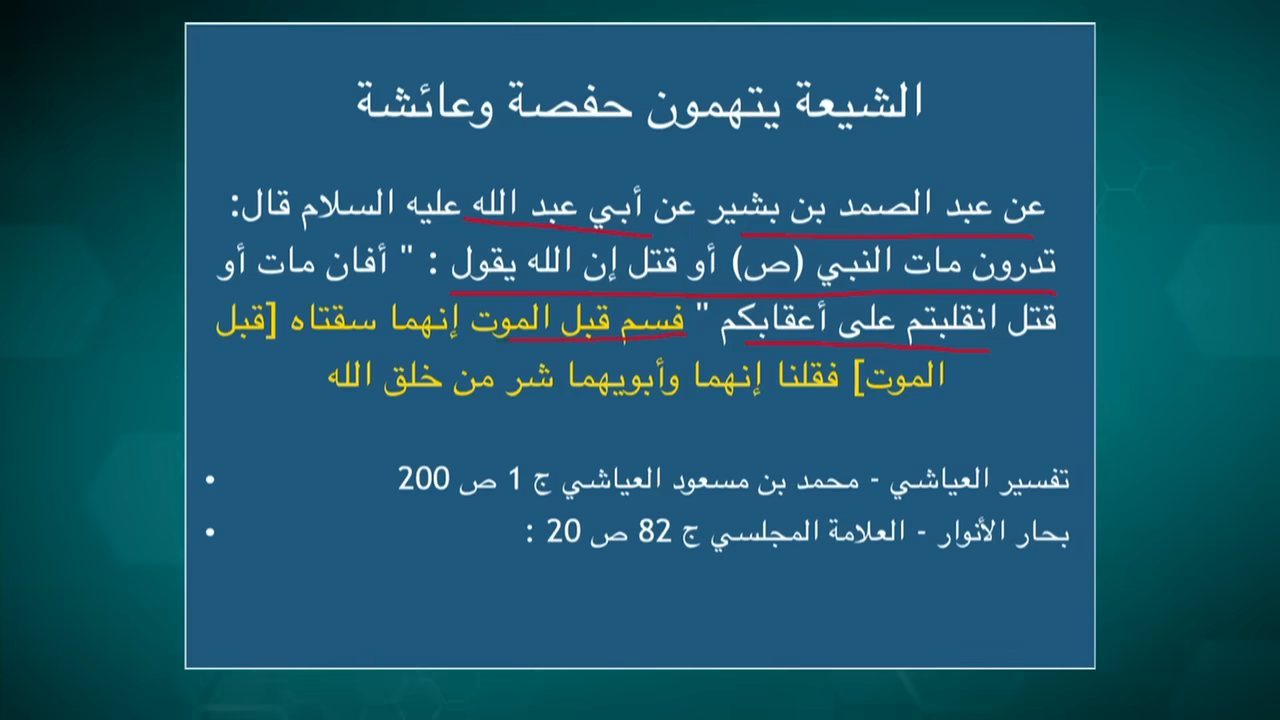 الشيعة يتهمون حفصة وعائشة
عن عبد الصمد بن بشير عن أبي عبد الله عليه السلام قال:
تدرون مات النبي (ص) أو قتل إن الله يقول : " أفان مات أو
قتل انقلبتم على أعقابكم " فسم قبل الموت إنهما سقتاه [قبل
الموت] فقلنا إنهما وأبويهما شر من خلق الله
• تفسير العياشي - محمد بن مسعود العياشي ج 1 ص 200
• بحار الأنوار - العلامة المجلسي ج 82 ص 20 :